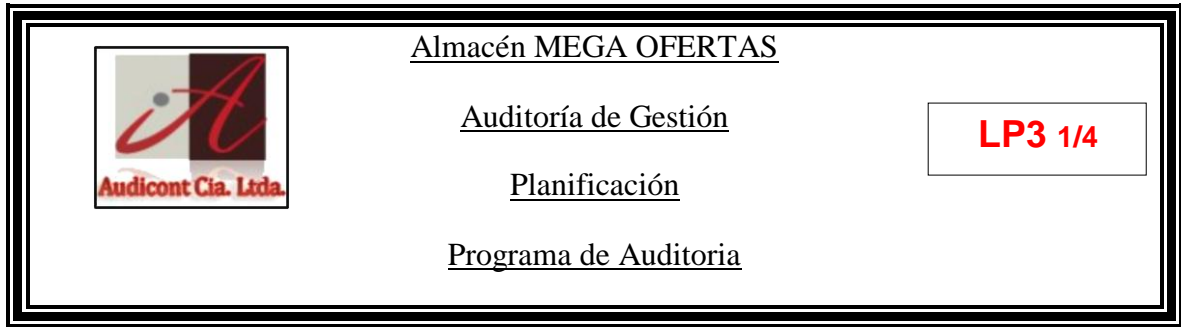 Almacén MEGA OFERTAS
Auditoría de Gestión
LP3 1/4
Planificación
Audicont Cia. Ltda.
Programa de Auditoria